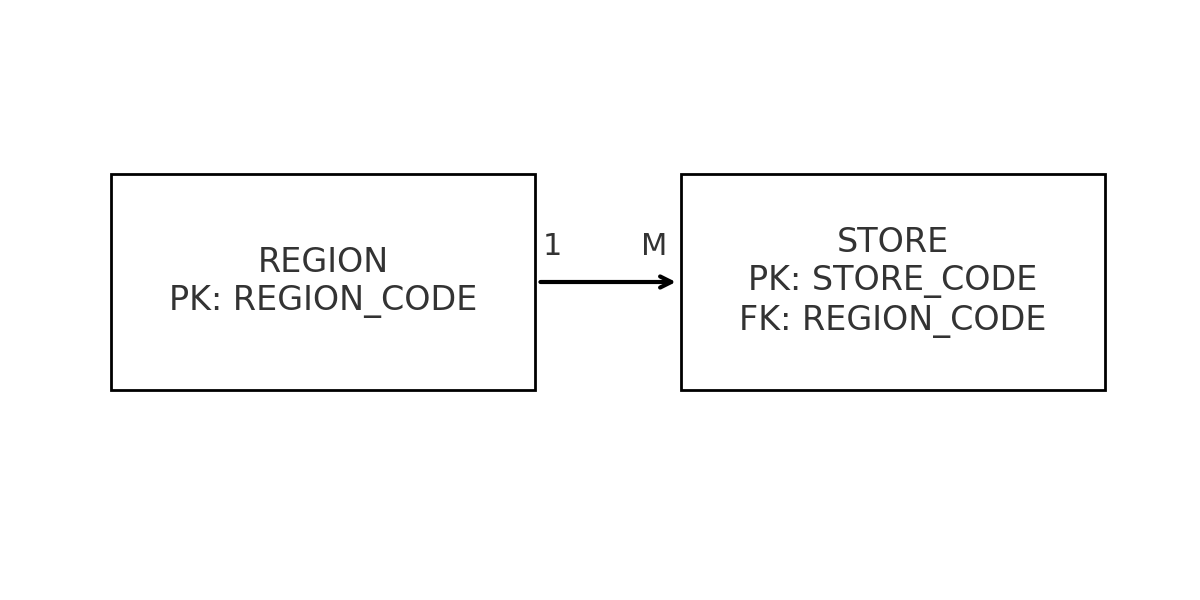 REGION
PK: REGION_CODE
1 M
STORE
PK: STORE_CODE
FK: REGION_CODE